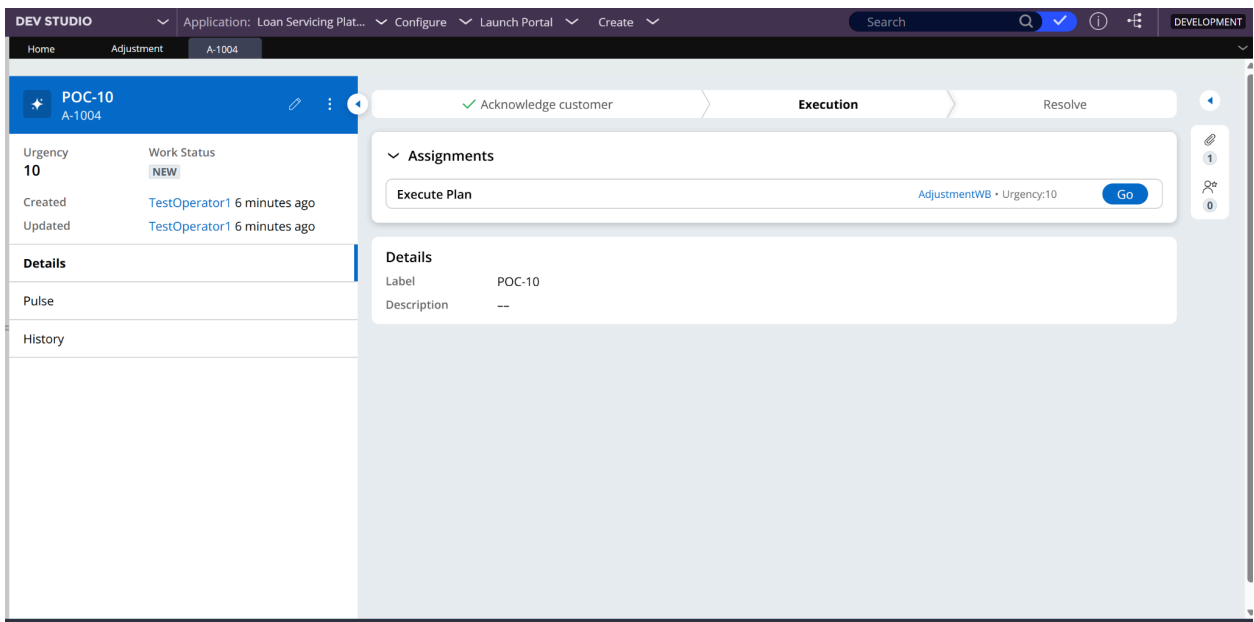 DEV STUDIO Application: Loan Servicing Plat... Configure Launch Portal Create Search DEVELOPMENT
Home Adjustment A-1004
POC-10
A-1004
Urgency Work Status
10 NEW
Created TestOperator1 6 minutes ago
Updated TestOperator1 6 minutes ago
Details
Pulse
History
Acknowledge customer Execution Resolve
Assignments
Execute Plan AdjustmentWB • Urgency:10 Go
Details
Label POC-10
Description ––
1
0